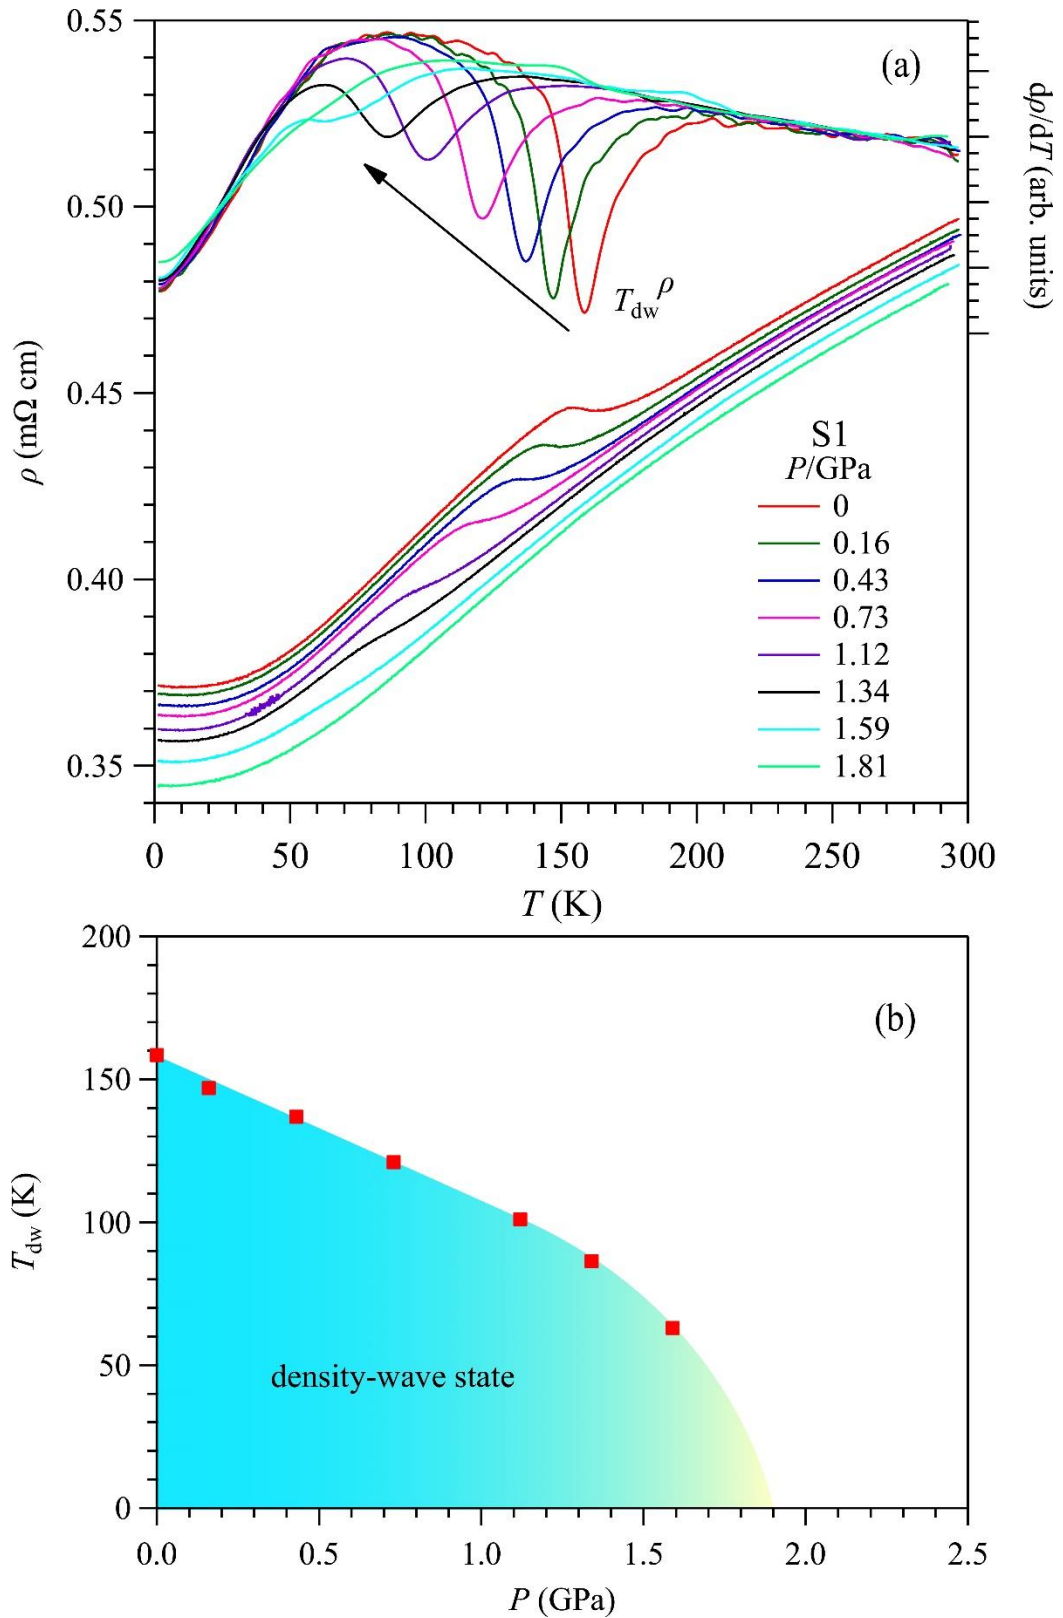 (a)
0.55
0.50
0.45
0.40
0.35
ρ (mΩ cm)
dρ/dT (arb. units)
T_dw^ρ
S1
P/GPa
0
0.16
0.43
0.73
1.12
1.34
1.59
1.81
0 50 100 150 200 250 300
T (K)
(b)
200
150
100
50
0
T_dw (K)
density-wave state
0.0 0.5 1.0 1.5 2.0 2.5
P (GPa)